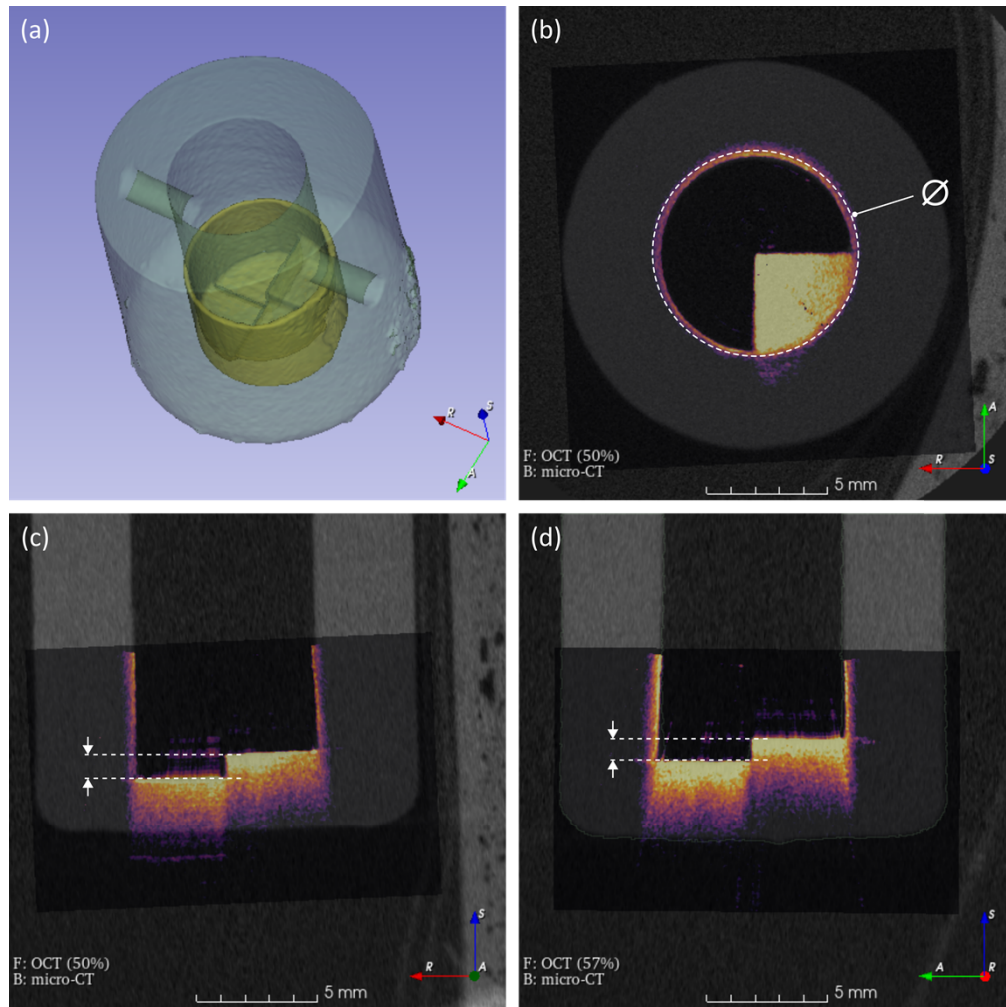 (a)
R
S
A
(b)
Ø
F: OCT (50%)
B: micro-CT
5 mm
A
R
S
(c)
F: OCT (50%)
B: micro-CT
5 mm
S
R
A
(d)
F: OCT (57%)
B: micro-CT
5 mm
S
A
R